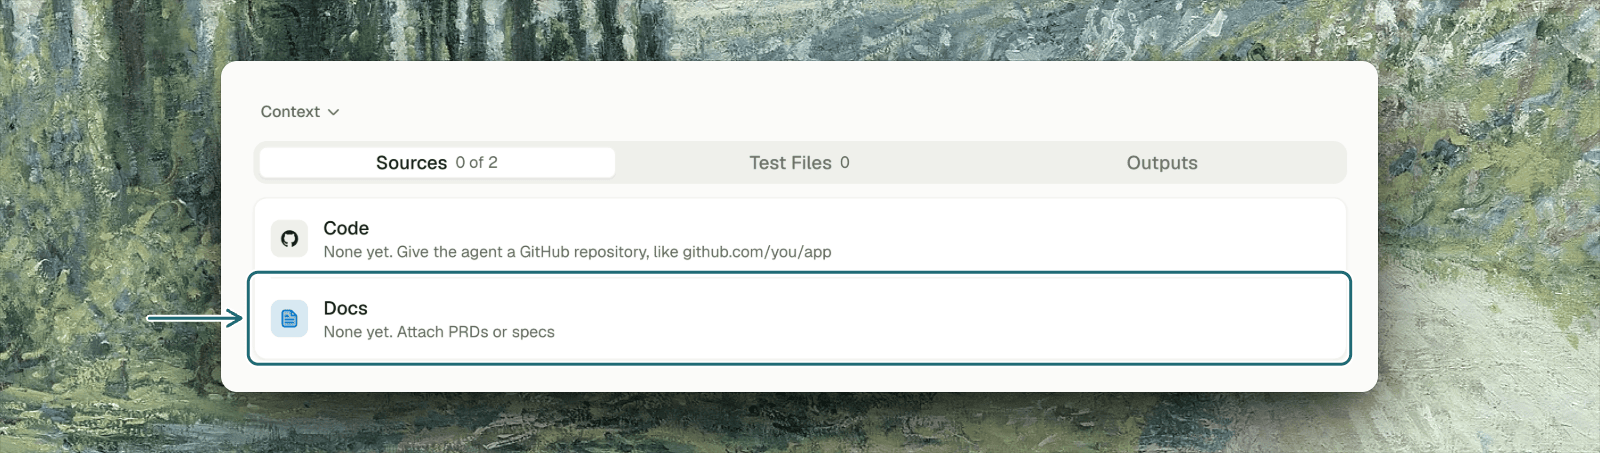 Context
Sources 0 of 2
Test Files 0
Outputs
Code
None yet. Give the agent a GitHub repository, like github.com/you/app
Docs
None yet. Attach PRDs or specs